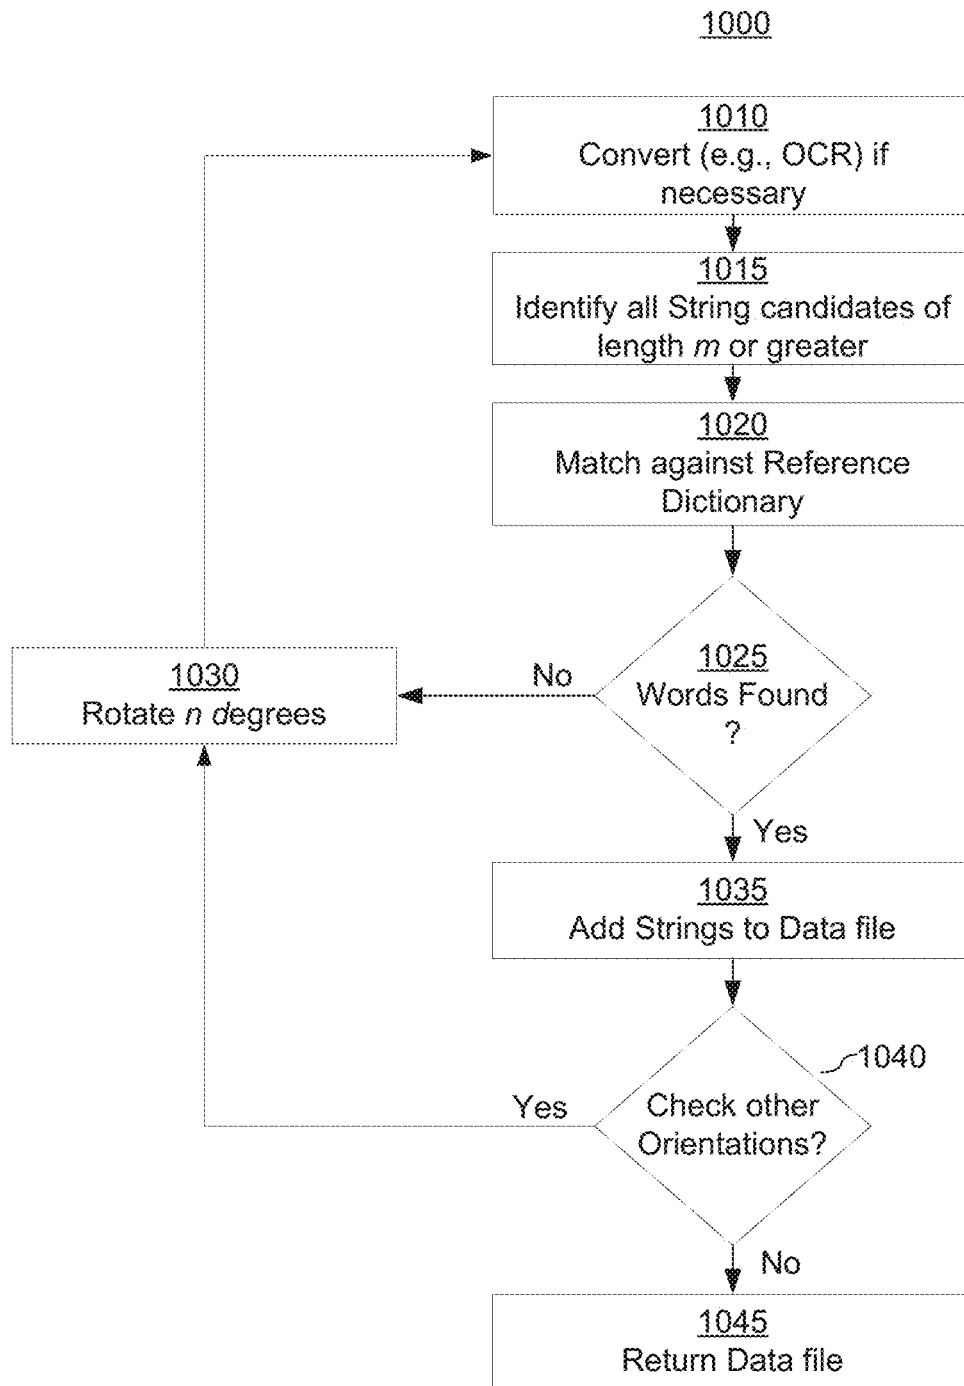 1000
1010
Convert (e.g., OCR) if
necessary
1015
Identify all String candidates of
length m or greater
1020
Match against Reference
Dictionary
1025
Words Found
?
No
1030
Rotate n degrees
Yes
1035
Add Strings to Data file
1040
Check other
Orientations?
Yes
No
1045
Return Data file